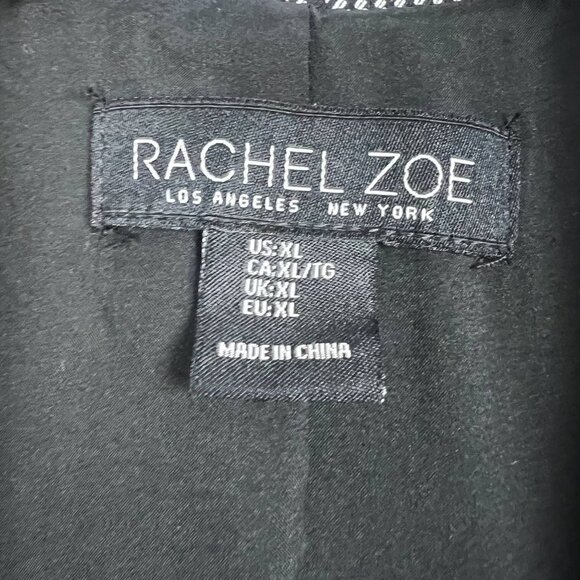 RACHEL ZOE
LOS ANGELES NEW YORK
US:XL
CA:XL/TG
UK:XL
EU:XL
MADE IN CHINA